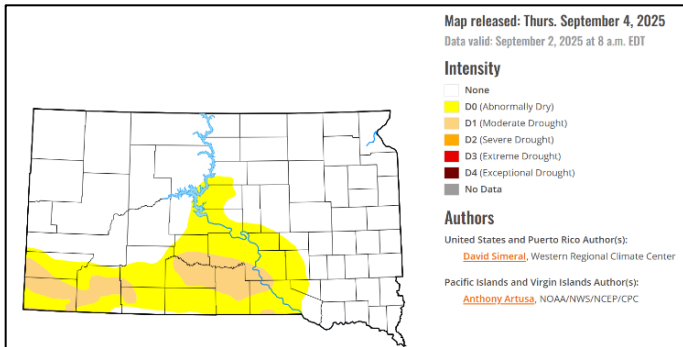 Map released: Thurs. September 4, 2025
Data valid: September 2, 2025 at 8 a.m. EDT
Intensity
None
D0 (Abnormally Dry)
D1 (Moderate Drought)
D2 (Severe Drought)
D3 (Extreme Drought)
D4 (Exceptional Drought)
No Data
Authors
United States and Puerto Rico Author(s):
David Simeral, Western Regional Climate Center
Pacific Islands and Virgin Islands Author(s):
Anthony Artusa, NOAA/NWS/NCEP/CPC